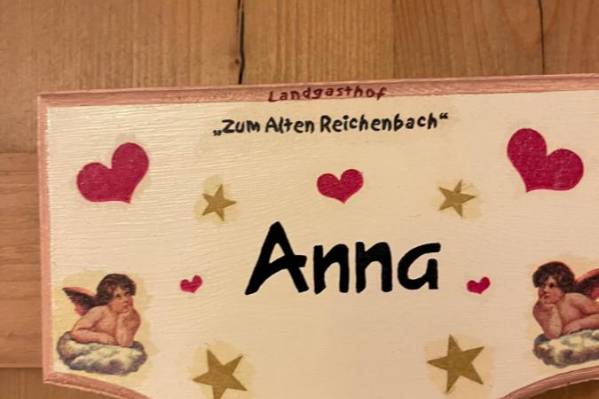 Landgasthof
„Zum Alten Reichenbach“
Anna